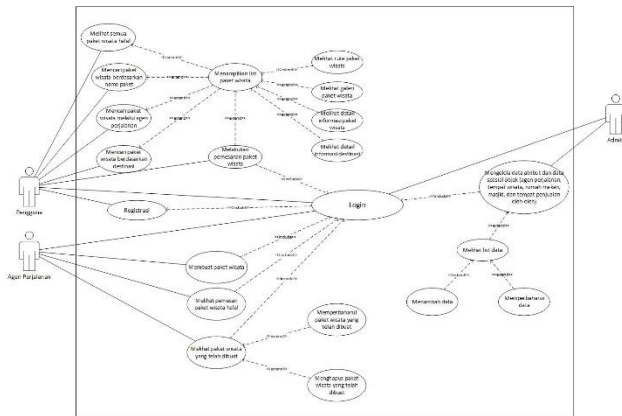 Melihat semua
paket wisata halal
Mencari paket
wisata berdasarkan
nama paket
Mencari paket
wisata melalui agen
perjalanan
Mencari paket
wisata berdasarkan
destinasi
Menampilkan list
paket wisata
Melihat rute paket
wisata
Melihat galeri paket
wisata
Melihat detail
informasi paket
wisata
Melihat detail
informasi destinasi
Melakukan
pemesanan paket
wisata
Pengguna
Registrasi
Login
Admin
Mengelola data atribut dan data
spasial objek (agen perjalanan,
tempat wisata, rumah makan,
masjid, dan tempat penjualan
oleh-oleh)
Agen Perjalanan
Membuat paket wisata
Melihat pemesan
paket wisata halal
Melihat paket wisata
yang telah dibuat
Melihat list data
Menambah data
Memperbaharui
data
Memperbaharui
paket wisata yang
telah dibuat
Menghapus paket
wisata yang telah
dibuat